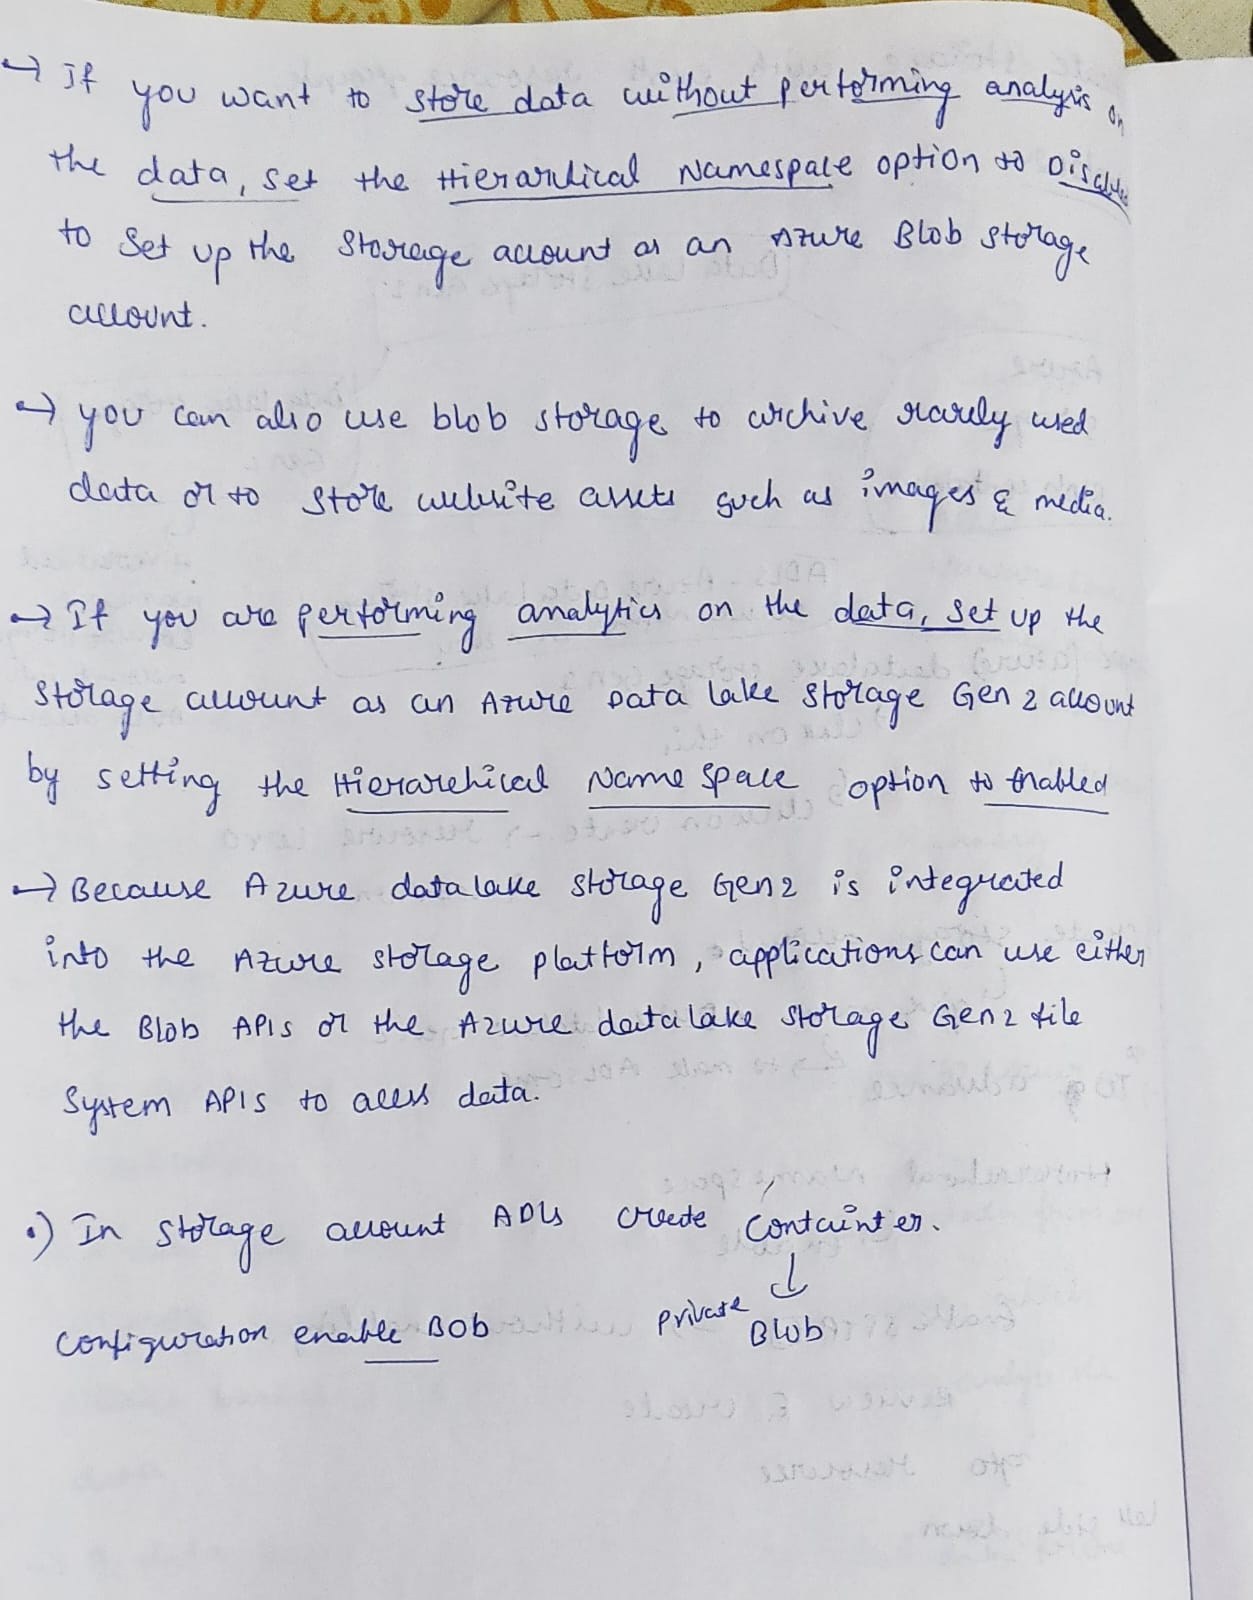 → If you want to store data without performing analysis on
the data, set the Hierarchical Namespace option to Disabled
to set up the storage account as an Azure Blob storage
account.
→ you can also use blob storage to archive rarely used
data or to store website assets such as images & media.
→ If you are performing analytics on the data, set up the
storage account as an Azure Data lake Storage Gen 2 account
by setting the Hierarchical Name space option to Enabled
→ Because Azure data lake storage Gen 2 is integrated
into the Azure storage platform, applications can use either
the Blob APIs or the Azure data lake storage Gen 2 file
System APIs to acess data.
•) In storage account ADLS create Containter.
↓
private Blob
Configuration enable BOb